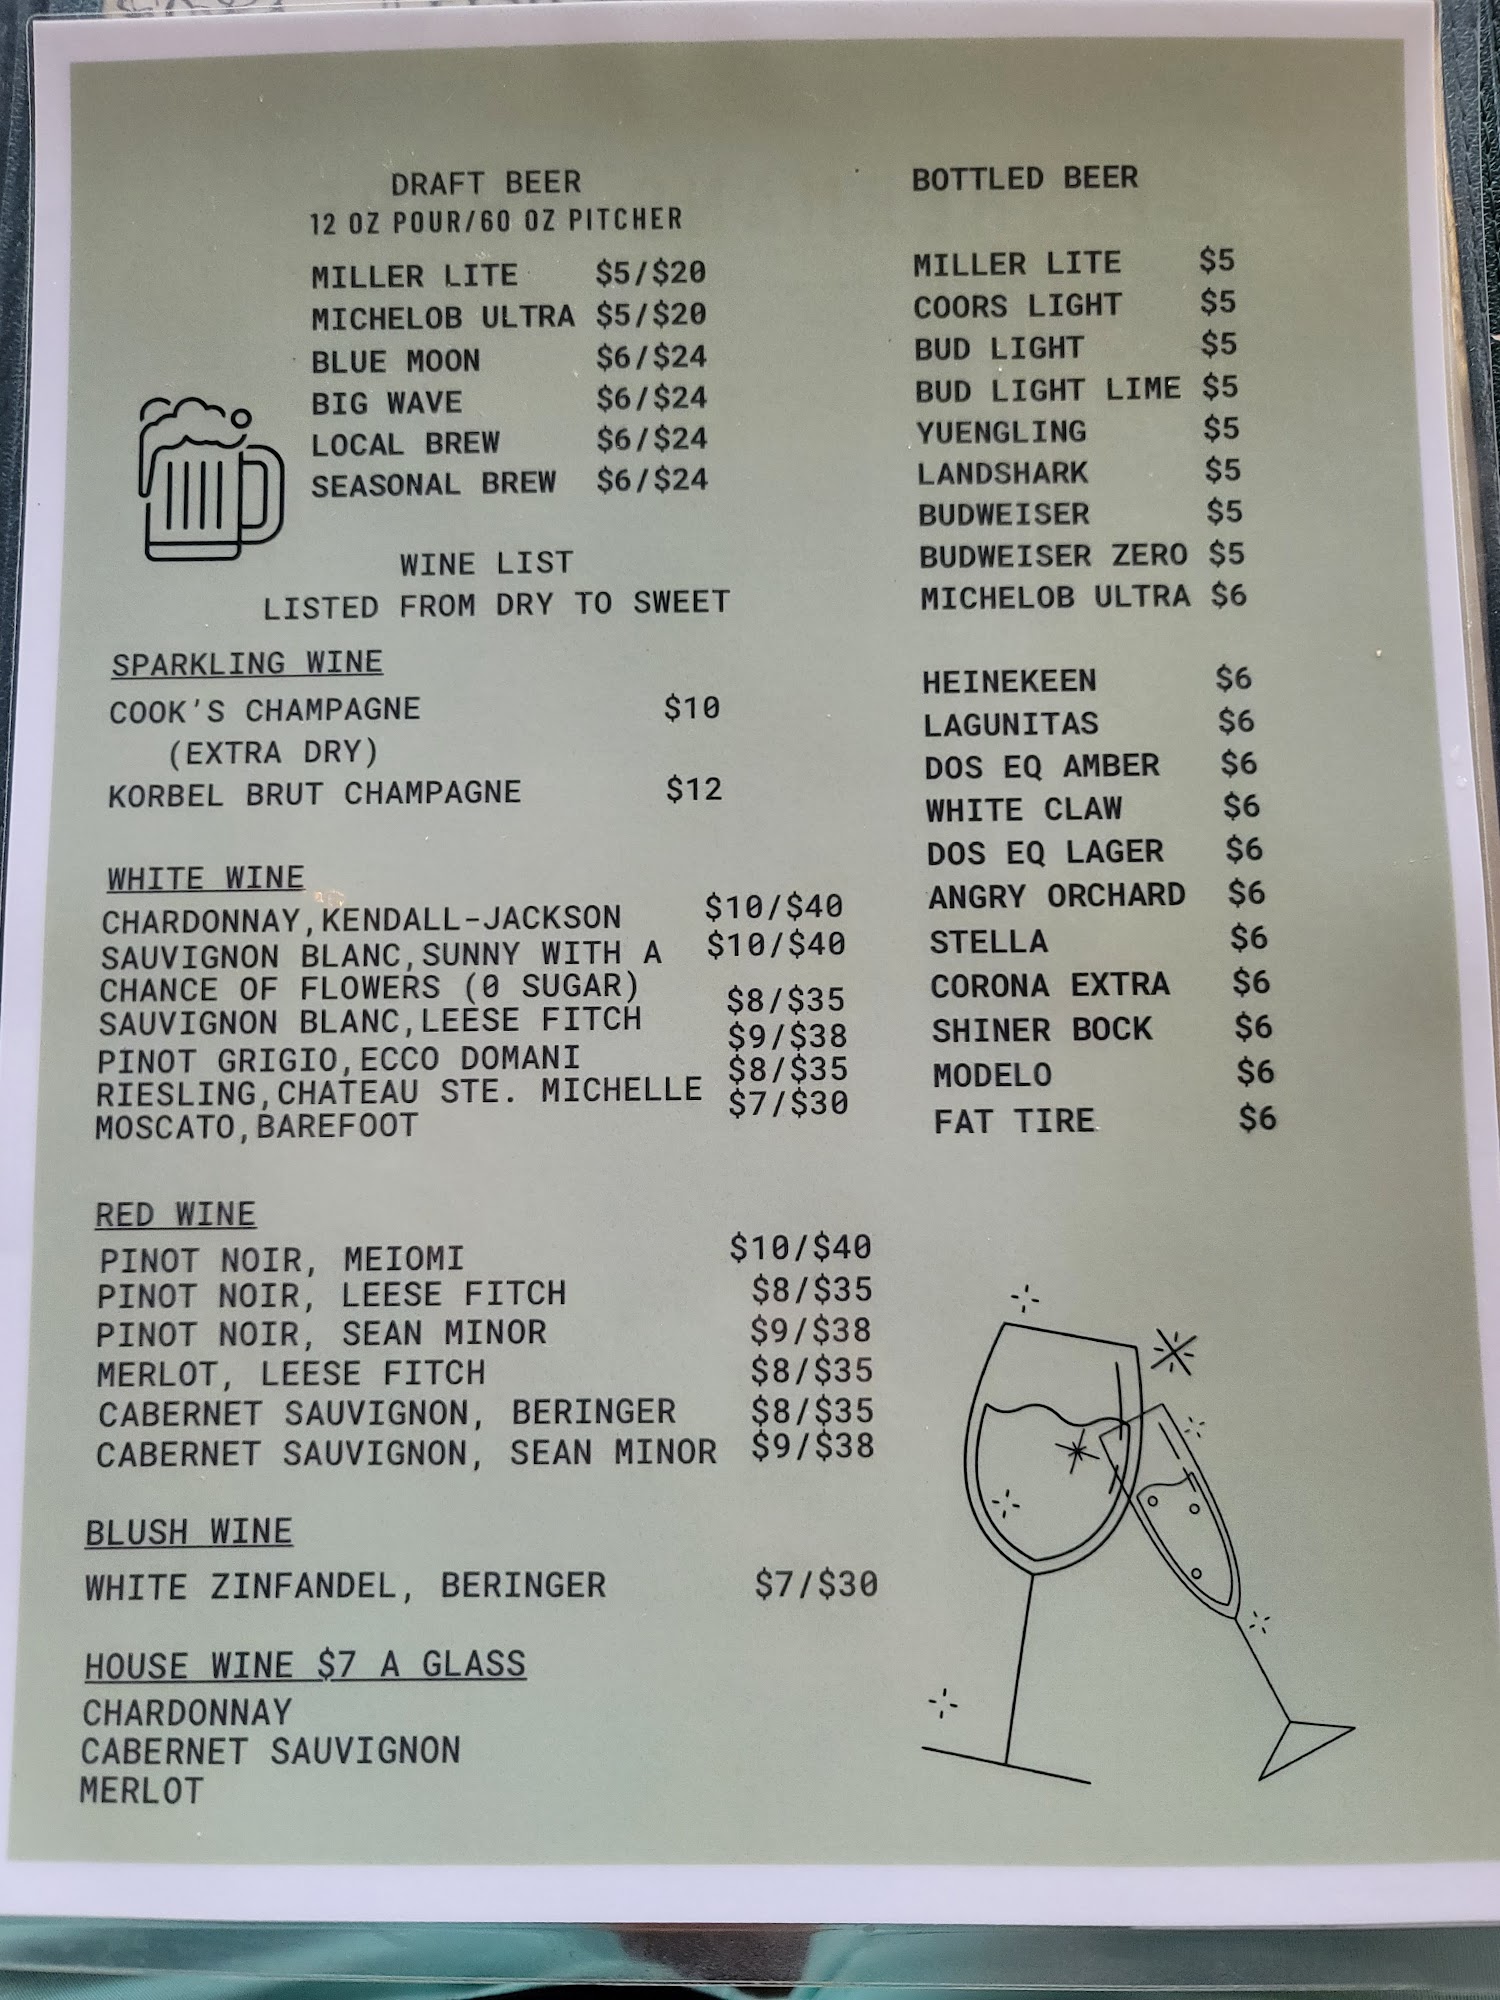 DRAFT BEER
12 OZ POUR/60 OZ PITCHER
MILLER LITE $5/$20
MICHELOB ULTRA $5/$20
BLUE MOON $6/$24
BIG WAVE $6/$24
LOCAL BREW $6/$24
SEASONAL BREW $6/$24
WINE LIST
LISTED FROM DRY TO SWEET
SPARKLING WINE
COOK'S CHAMPAGNE $10
(EXTRA DRY)
KORBEL BRUT CHAMPAGNE $12
WHITE WINE
CHARDONNAY,KENDALL-JACKSON $10/$40
SAUVIGNON BLANC,SUNNY WITH A $10/$40
CHANCE OF FLOWERS (0 SUGAR)
SAUVIGNON BLANC,LEESE FITCH $8/$35
PINOT GRIGIO,ECCO DOMANI $9/$38
RIESLING,CHATEAU STE. MICHELLE $8/$35
MOSCATO,BAREFOOT $7/$30
RED WINE
PINOT NOIR, MEIOMI $10/$40
PINOT NOIR, LEESE FITCH $8/$35
PINOT NOIR, SEAN MINOR $9/$38
MERLOT, LEESE FITCH $8/$35
CABERNET SAUVIGNON, BERINGER $8/$35
CABERNET SAUVIGNON, SEAN MINOR $9/$38
BLUSH WINE
WHITE ZINFANDEL, BERINGER $7/$30
HOUSE WINE $7 A GLASS
CHARDONNAY
CABERNET SAUVIGNON
MERLOT
BOTTLED BEER
MILLER LITE $5
COORS LIGHT $5
BUD LIGHT $5
BUD LIGHT LIME $5
YUENGLING $5
LANDSHARK $5
BUDWEISER $5
BUDWEISER ZERO $5
MICHELOB ULTRA $6
HEINEKEEN $6
LAGUNITAS $6
DOS EQ AMBER $6
WHITE CLAW $6
DOS EQ LAGER $6
ANGRY ORCHARD $6
STELLA $6
CORONA EXTRA $6
SHINER BOCK $6
MODELO $6
FAT TIRE $6